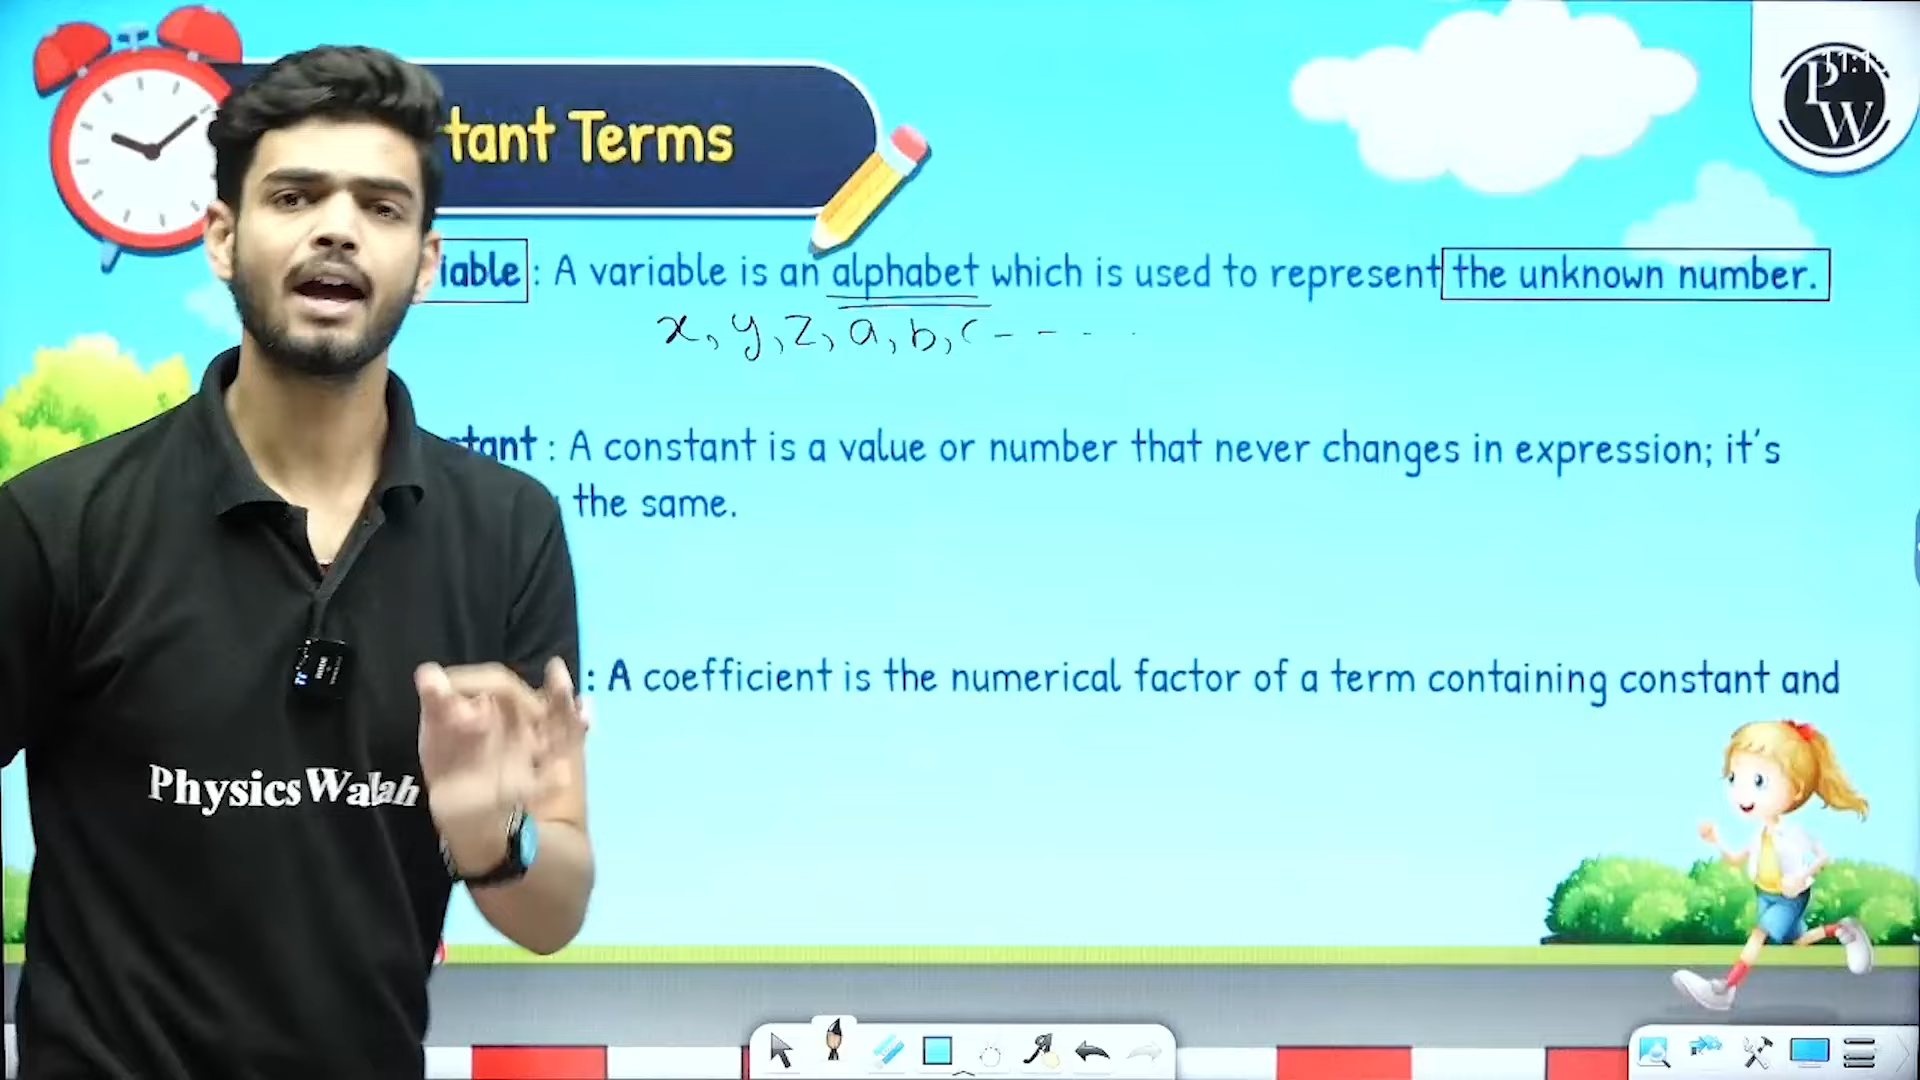 tant Terms
iable : A variable is an alphabet which is used to represent the unknown number.
x, y, z, a, b, c - - - -
stant : A constant is a value or number that never changes in expression; it's
the same.
: A coefficient is the numerical factor of a term containing constant and
Physics Wallah
PW